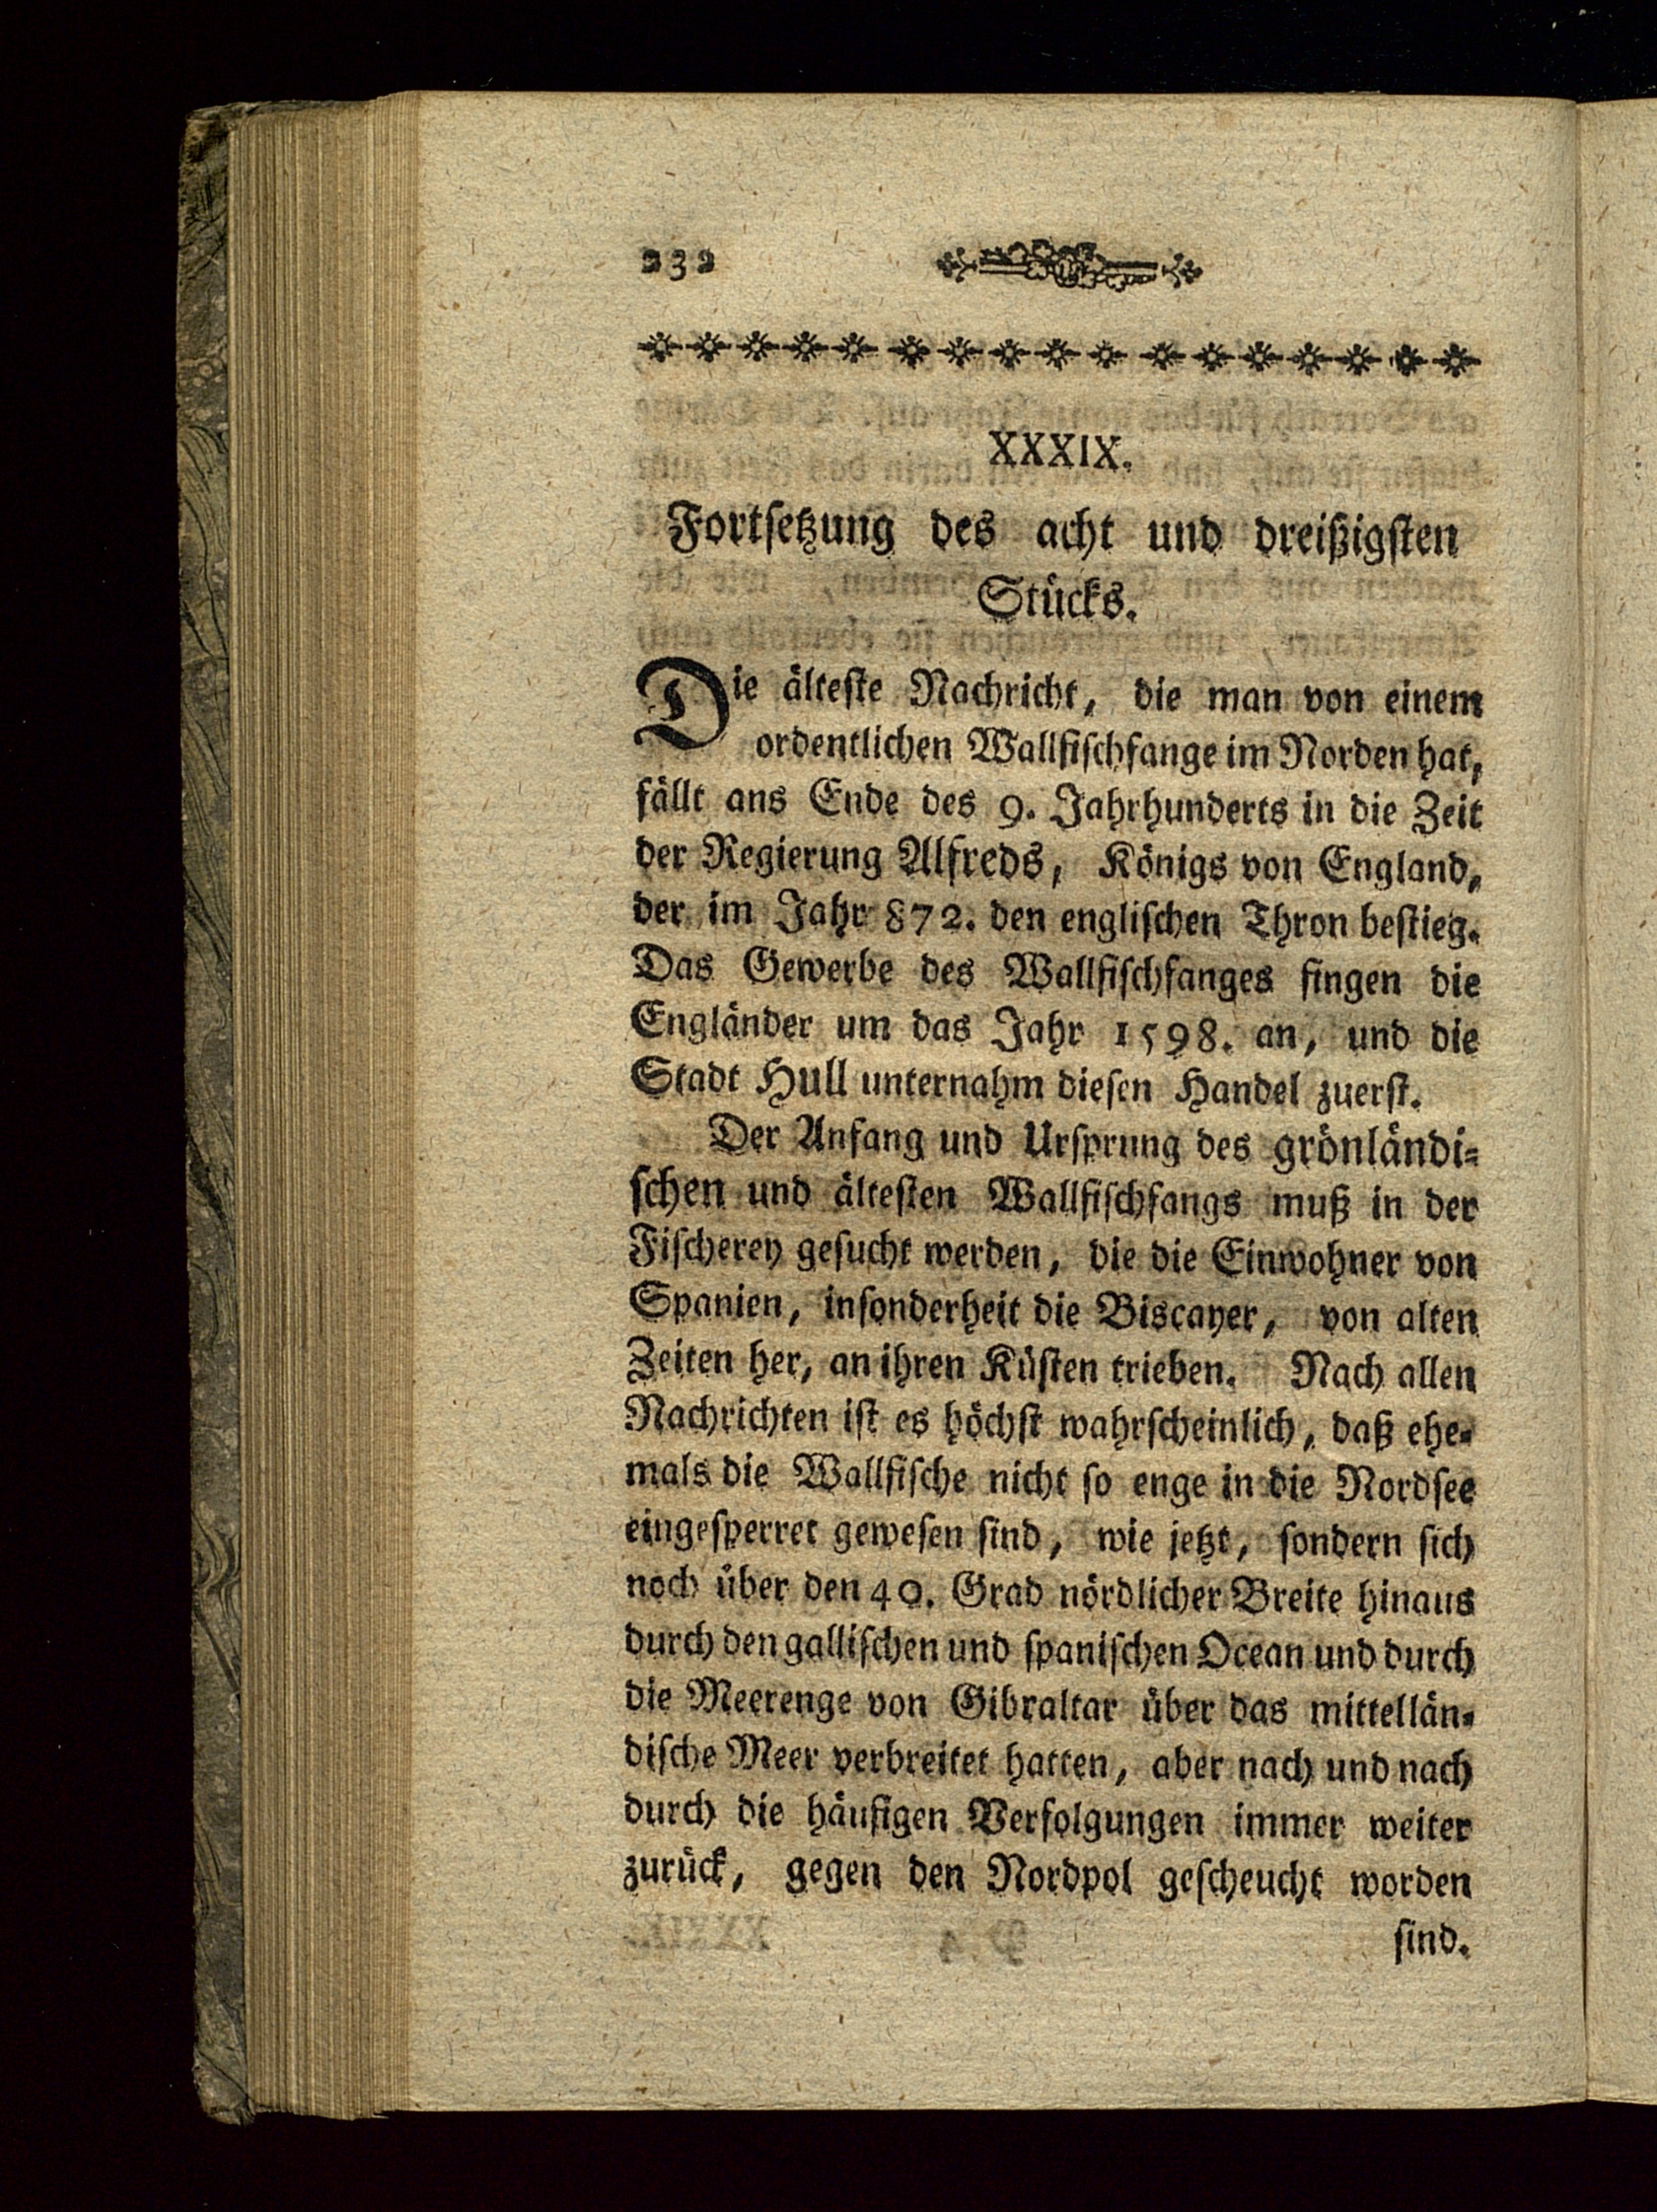 232
XXXIX.
Fortſetzung des acht und dreißigſten
Stücks.
Die älteſte Nachricht, die man von einem
ordentlichen Wallfiſchfange im Norden hat,
fällt ans Ende des 9. Jahrhunderts in die Zeit
der Regierung Alfreds, Königs von England,
der im Jahr 872. den engliſchen Thron beſtieg.
Das Gewerbe des Wallfiſchfanges fingen die
Engländer um das Jahr 1598. an, und die
Stadt Hull unternahm dieſen Handel zuerſt.
Der Anfang und Urſprung des grönländi⸗
ſchen und älteſten Wallfiſchfangs muß in der
Fiſcherey geſucht werden, die die Einwohner von
Spanien, inſonderheit die Biscayer, von alten
Zeiten her, an ihren Küſten trieben. Nach allen
Nachrichten iſt es höchſt wahrſcheinlich, daß ehe⸗
mals die Wallfiſche nicht ſo enge in die Nordſee
eingeſperret geweſen ſind, wie jetzt, ſondern ſich
noch über den 40. Grad nördlicher Breite hinaus
durch den galliſchen und ſpaniſchen Ocean und durch
die Meerenge von Gibraltar über das mittellän⸗
diſche Meer verbreitet hatten, aber nach und nach
durch die häufigen Verfolgungen immer weiter
zurück, gegen den Nordpol geſcheucht worden
ſind.